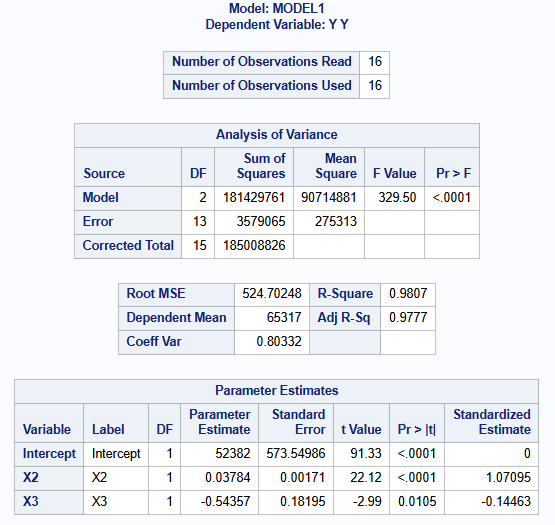 Model: MODEL1
Dependent Variable: Y Y
Number of Observations Read 16
Number of Observations Used 16
Analysis of Variance
Source DF Sum of Squares Mean Square F Value Pr > F
Model 2 181429761 90714881 329.50 <.0001
Error 13 3579065 275313
Corrected Total 15 185008826
Root MSE 524.70248 R-Square 0.9807
Dependent Mean 65317 Adj R-Sq 0.9777
Coeff Var 0.80332
Parameter Estimates
Variable Label DF Parameter Estimate Standard Error t Value Pr > |t| Standardized Estimate
Intercept Intercept 1 52382 573.54986 91.33 <.0001 0
X2 X2 1 0.03784 0.00171 22.12 <.0001 1.07095
X3 X3 1 -0.54357 0.18195 -2.99 0.0105 -0.14463